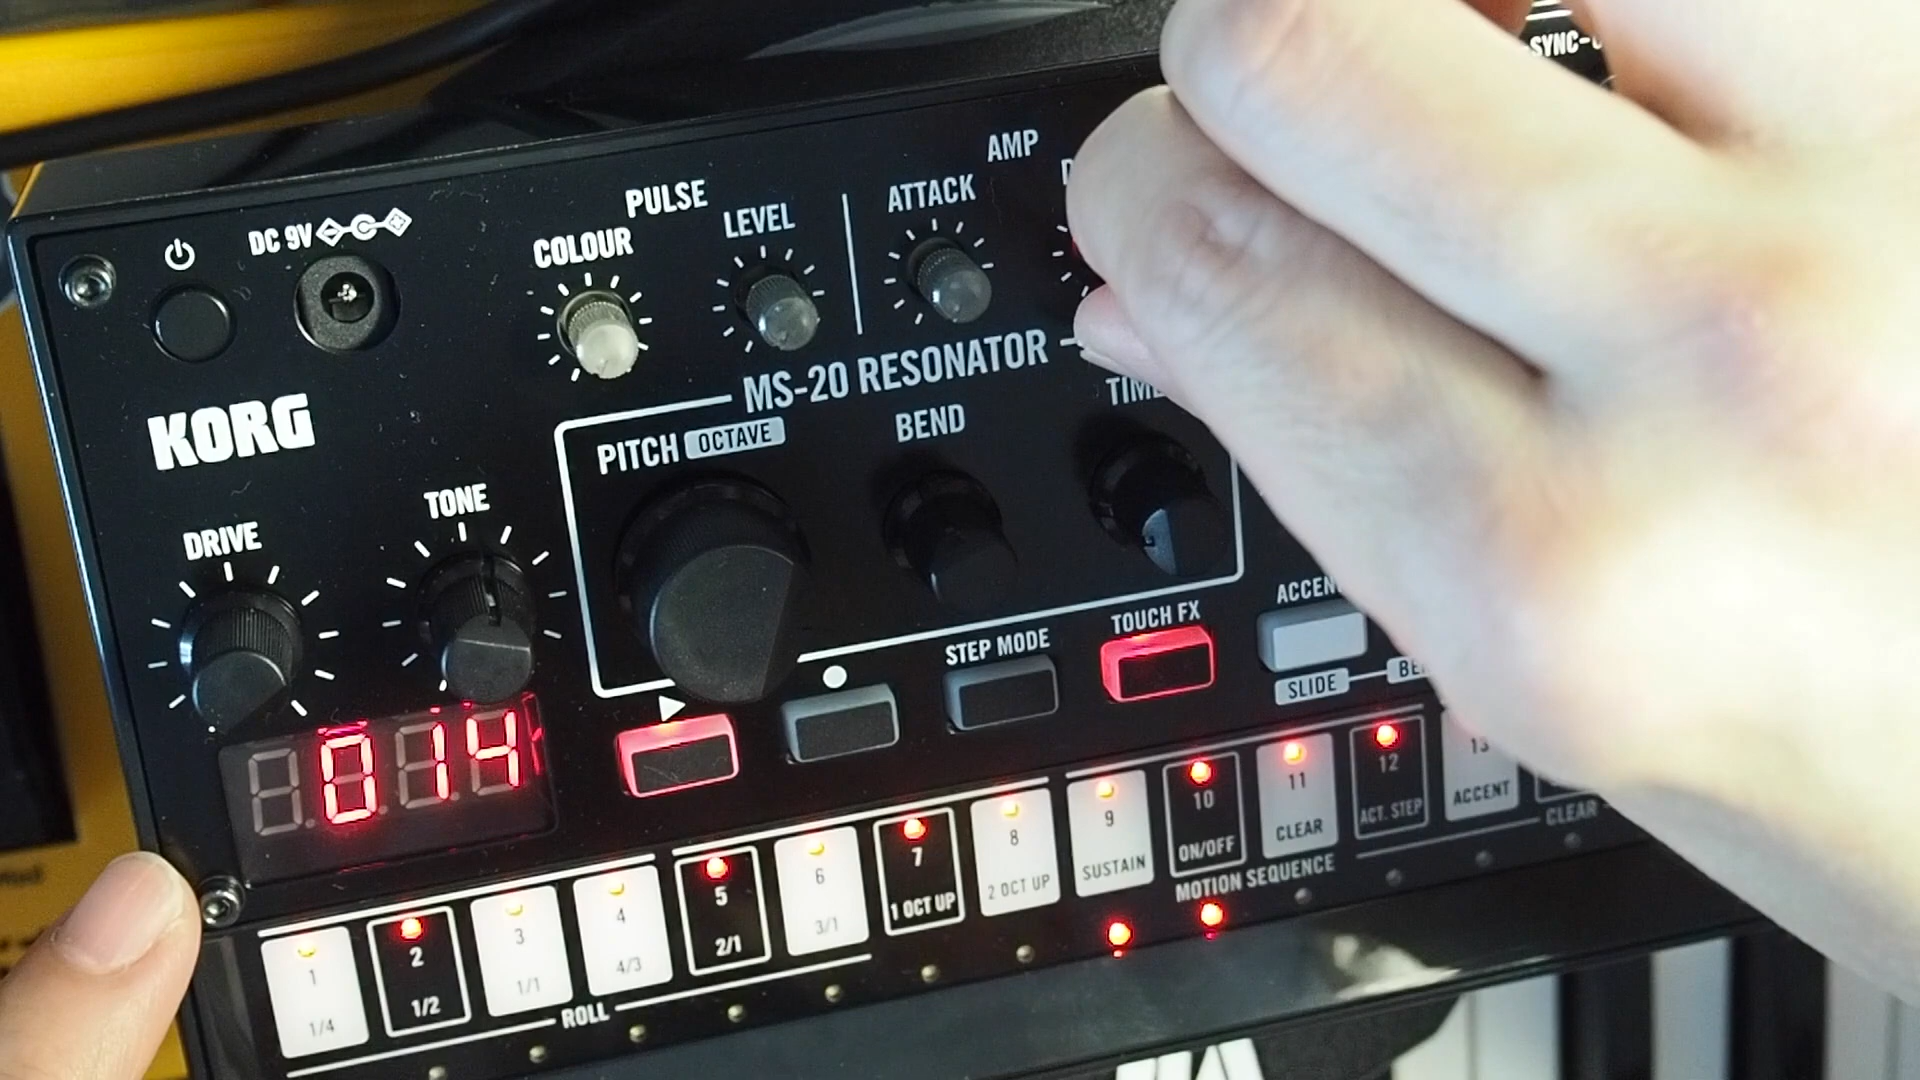 SYNC-
AMP
PULSE
ATTACK
LEVEL
DC 9V
COLOUR
MS-20 RESONATOR
KORG
PITCH OCTAVE
BEND
TIME
TONE
DRIVE
ACCEN
TOUCH FX
STEP MODE
SLIDE
BE
014
1 1/4
2 1/2
3 1/1
4 4/3
5 2/1
6 3/1
7 1 OCT UP
8 2 OCT UP
9 SUSTAIN
10 ON/OFF
11 CLEAR
12 ACT. STEP
13 ACCENT
CLEAR
MOTION SEQUENCE
ROLL